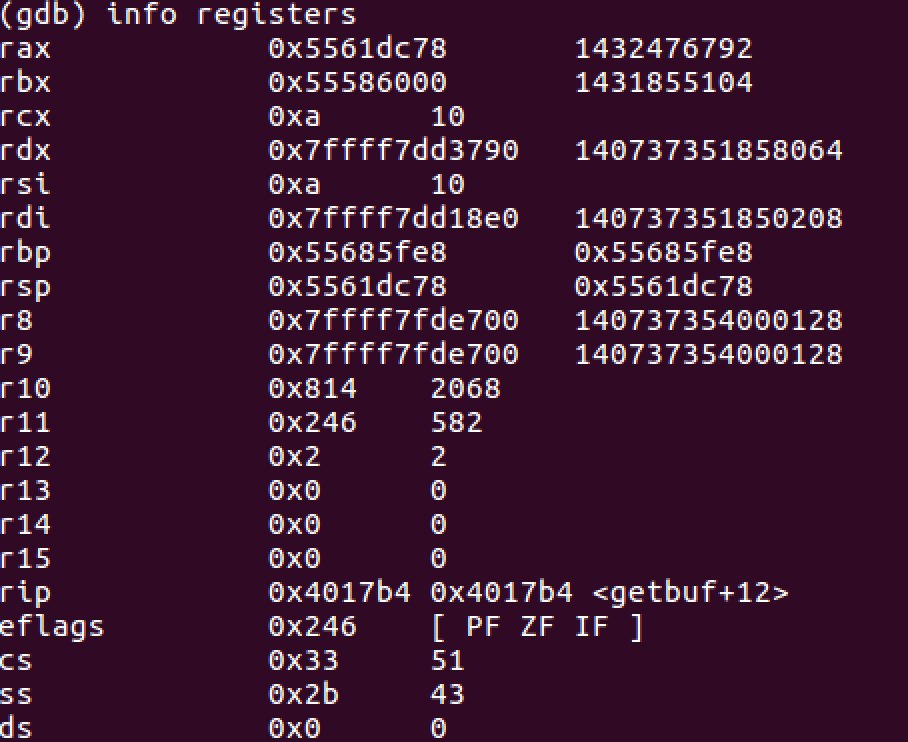 (gdb) info registers
rax 0x5561dc78 1432476792
rbx 0x55586000 1431855104
rcx 0xa 10
rdx 0x7ffff7dd3790 140737351858064
rsi 0xa 10
rdi 0x7ffff7dd18e0 140737351850208
rbp 0x55685fe8 0x55685fe8
rsp 0x5561dc78 0x5561dc78
r8 0x7ffff7fde700 140737354000128
r9 0x7ffff7fde700 140737354000128
r10 0x814 2068
r11 0x246 582
r12 0x2 2
r13 0x0 0
r14 0x0 0
r15 0x0 0
rip 0x4017b4 0x4017b4 <getbuf+12>
eflags 0x246 [ PF ZF IF ]
cs 0x33 51
ss 0x2b 43
ds 0x0 0